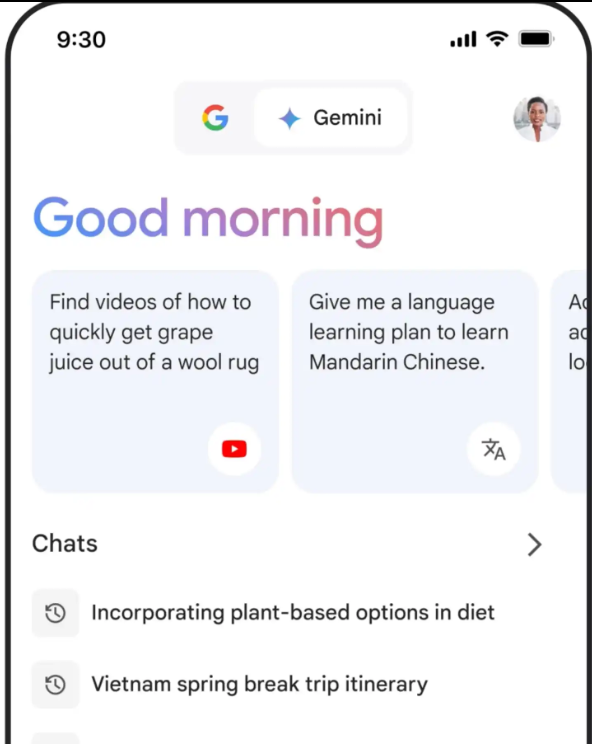 9:30
Gemini
Good morning
Find videos of how to
quickly get grape
juice out of a wool rug
Give me a language
learning plan to learn
Mandarin Chinese.
Chats
Incorporating plant-based options in diet
Vietnam spring break trip itinerary